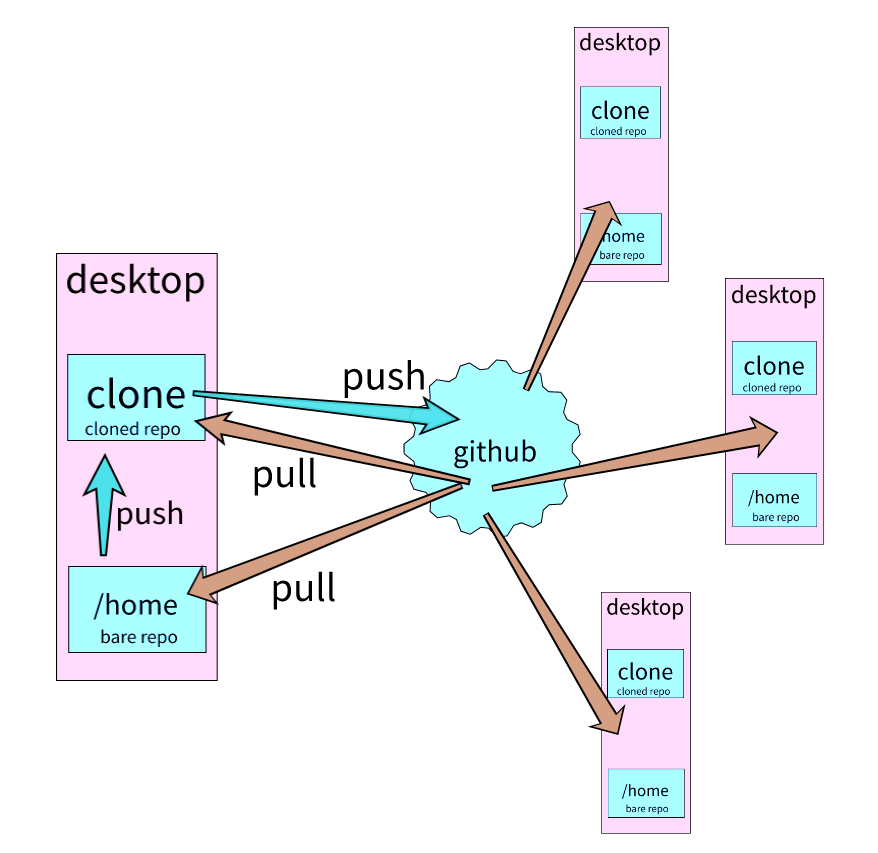 desktop
clone
cloned repo
push
/home
bare repo
push
pull
pull
github
desktop
clone
cloned repo
home
bare repo
desktop
clone
cloned repo
/home
bare repo
desktop
clone
cloned repo
/home
bare repo